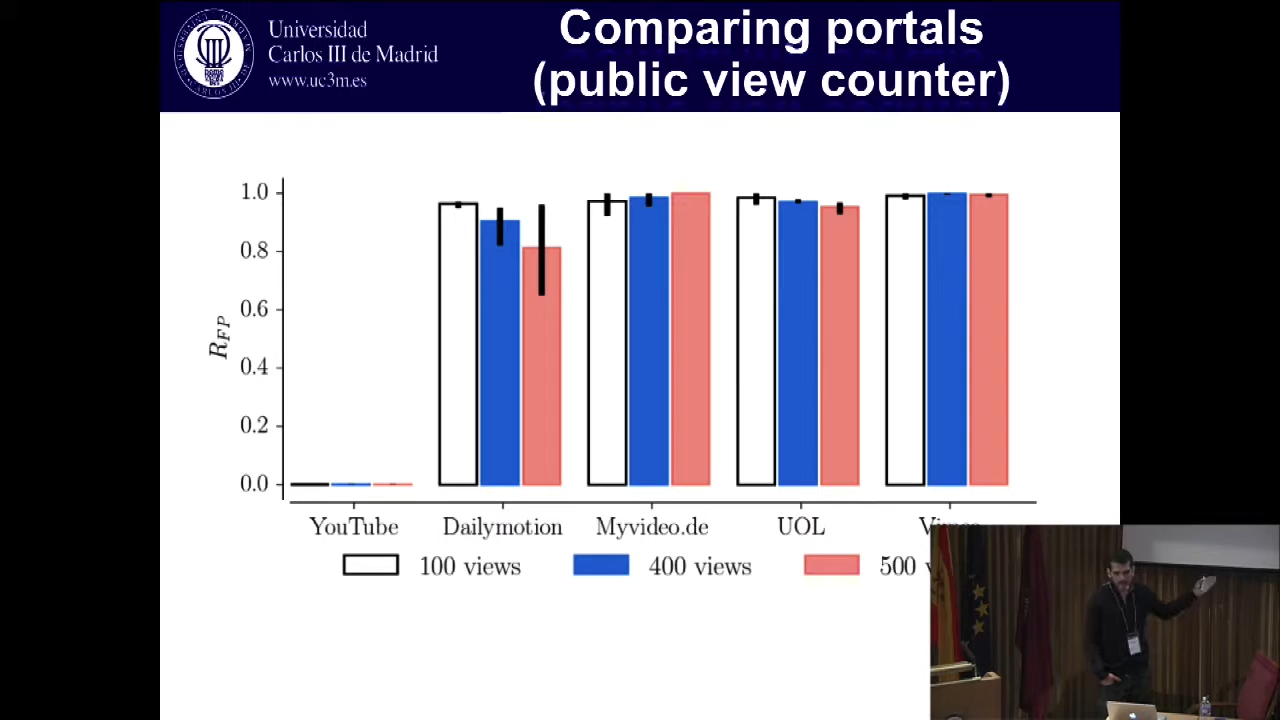 Universidad
Carlos III de Madrid
www.uc3m.es
Comparing portals
(public view counter)
1.0
0.8
0.6
0.4
0.2
0.0
R_FP
YouTube Dailymotion Myvideo.de UOL
100 views 400 views 500